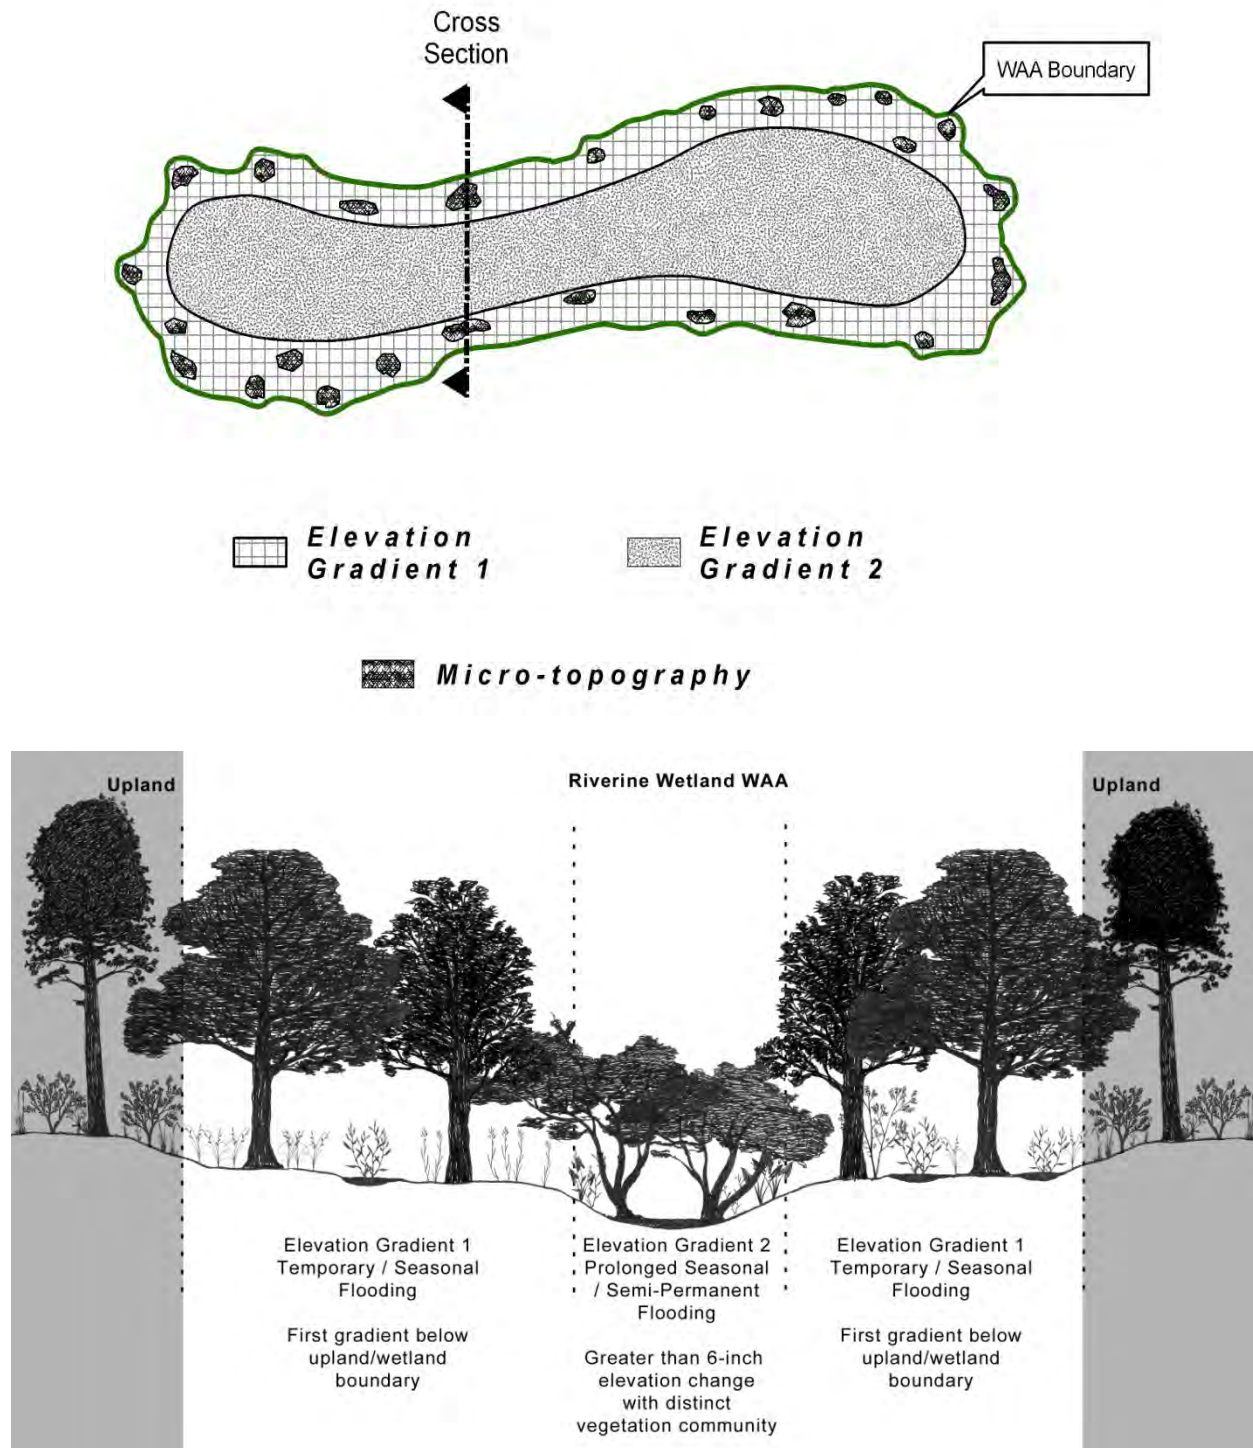 Cross
Section
WAA Boundary
Elevation
Gradient 1
Elevation
Gradient 2
Micro-topography
Upland
Riverine Wetland WAA
Upland
Elevation Gradient 1
Temporary / Seasonal
Flooding
First gradient below
upland/wetland
boundary
Elevation Gradient 2
Prolonged Seasonal
/ Semi-Permanent
Flooding
Greater than 6-inch
elevation change
with distinct
vegetation community
Elevation Gradient 1
Temporary / Seasonal
Flooding
First gradient below
upland/wetland
boundary